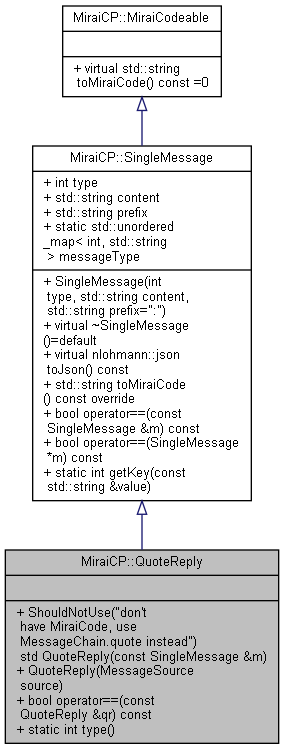 MiraiCP::MiraiCodeable
+ virtual std::string
toMiraiCode() const =0
MiraiCP::SingleMessage
+ int type
+ std::string content
+ std::string prefix
+ static std::unordered
_map< int, std::string
> messageType
+ SingleMessage(int
type, std::string content,
std::string prefix=":")
+ virtual ~SingleMessage
()=default
+ virtual nlohmann::json
toJson() const
+ std::string toMiraiCode
() const override
+ bool operator==(const
SingleMessage &m) const
+ bool operator==(SingleMessage
*m) const
+ static int getKey(const
std::string &value)
MiraiCP::QuoteReply
+ ShouldNotUse("don't
have MiraiCode, use
MessageChain.quote instead")
std QuoteReply(const SingleMessage &m)
+ QuoteReply(MessageSource
source)
+ bool operator==(const
QuoteReply &qr) const
+ static int type()